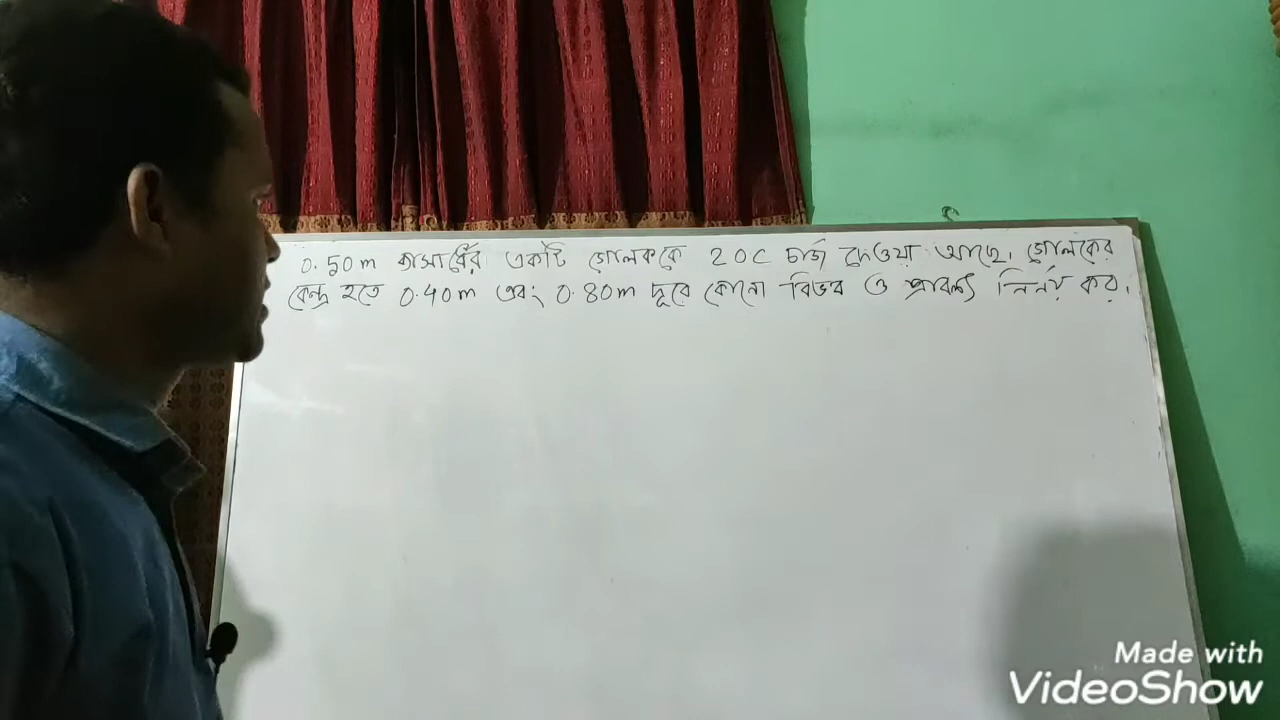 0.50m ব্যাসার্ধের একটি গোলককে 20C চার্জ দেওয়া আছে। গোলকের
কেন্দ্র হতে 0.40m এবং 0.80m দূরে কোনো বিভব ও প্রাবল্য নির্ণয় কর।
Made with
VideoShow